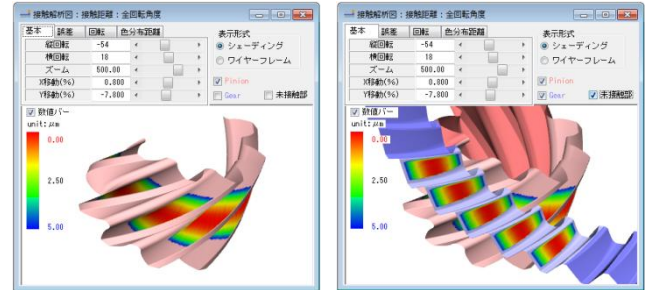 接触解析図：接触距離：全回転角度
基本 誤差 回転 色分布距離
縦回転 -54
横回転 18
ズーム 500.00
X移動(%) 0.800
Y移動(%) -7.800
表示形式
シェーディング
ワイヤーフレーム
Pinion
Gear 未接触部
数値バー
unit:μm
0.00
2.50
5.00
接触解析図：接触距離：全回転角度
基本 誤差 回転 色分布距離
縦回転 -54
横回転 18
ズーム 500.00
X移動(%) 0.800
Y移動(%) -7.800
表示形式
シェーディング
ワイヤーフレーム
Pinion
Gear 未接触部
数値バー
unit:μm
0.00
2.50
5.00